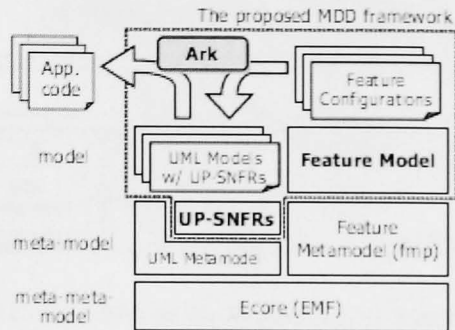 The proposed MDD framework
Ark
App.
code
Feature
Configurations
model
UML Models
w/ UP-SNFRs
Feature Model
UP-SNFRs
meta-model
UML Metamode
Feature
Metamodel (fmp)
meta-meta-
model
Ecore (EMF)